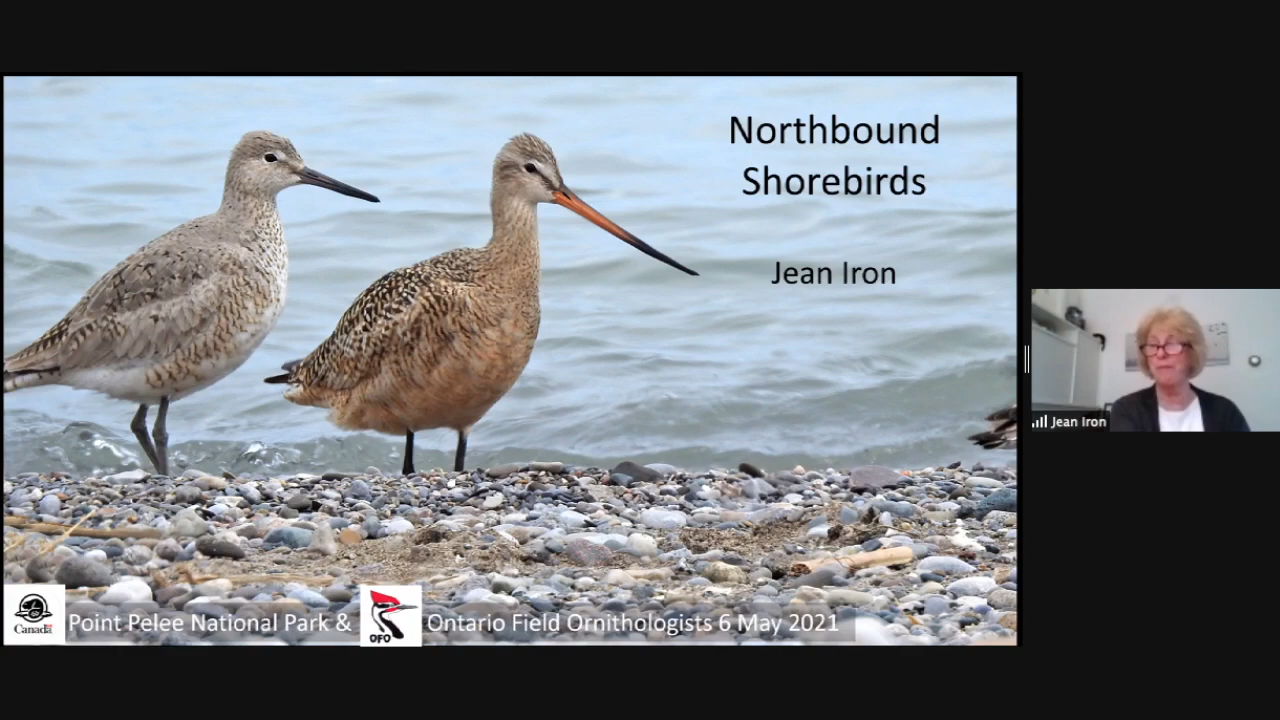 Northbound
Shorebirds
Jean Iron
Jean Iron
Canada
Point Pelee National Park &
OFO
Ontario Field Ornithologists 6 May 2021